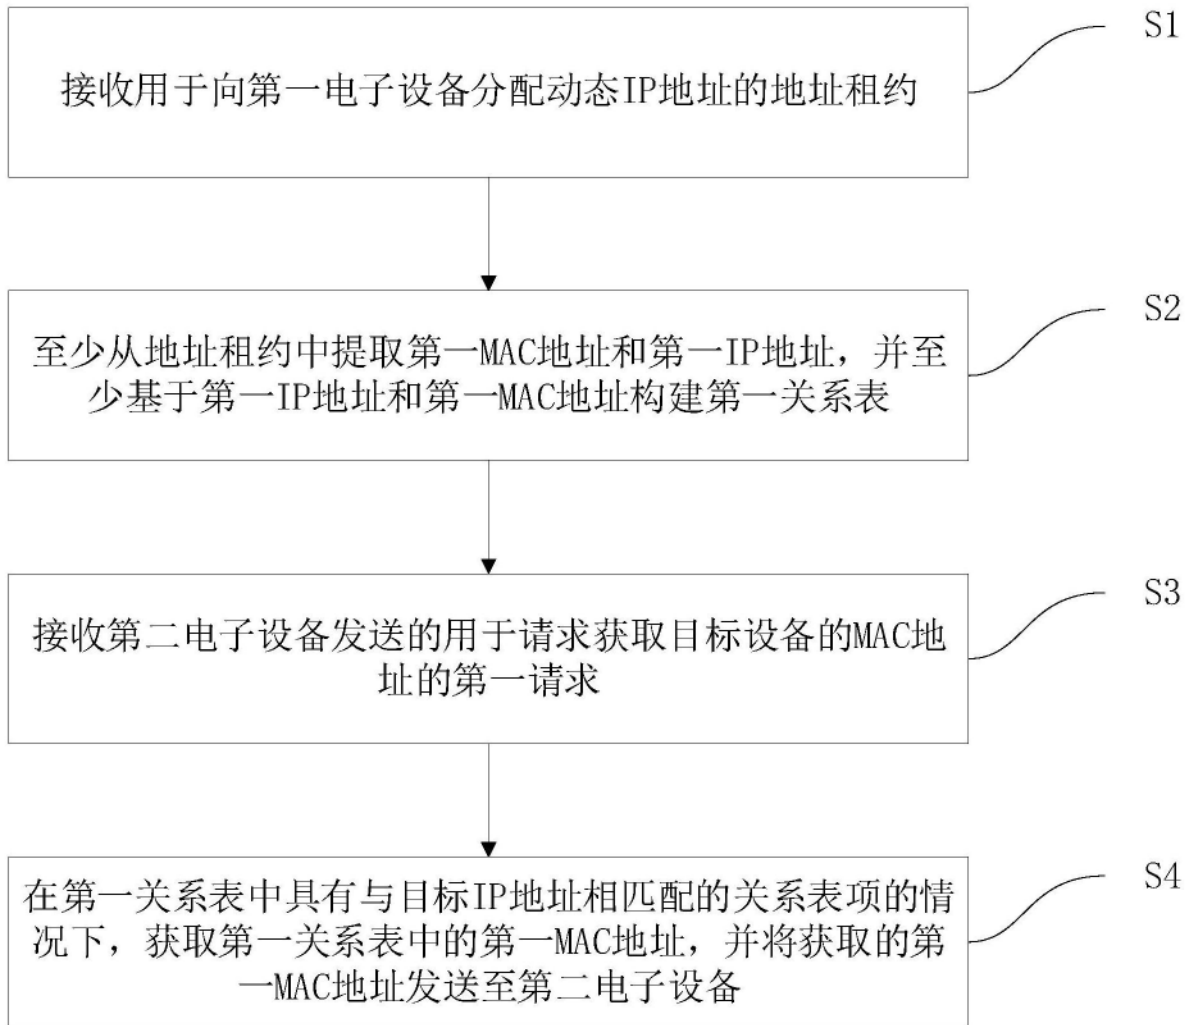 S1
接收用于向第一电子设备分配动态IP地址的地址租约
S2
至少从地址租约中提取第一MAC地址和第一IP地址，并至
少基于第一IP地址和第一MAC地址构建第一关系表
S3
接收第二电子设备发送的用于请求获取目标设备的MAC地
址的第一请求
S4
在第一关系表中具有与目标IP地址相匹配的关系表项的情
况下，获取第一关系表中的第一MAC地址，并将获取的第
一MAC地址发送至第二电子设备